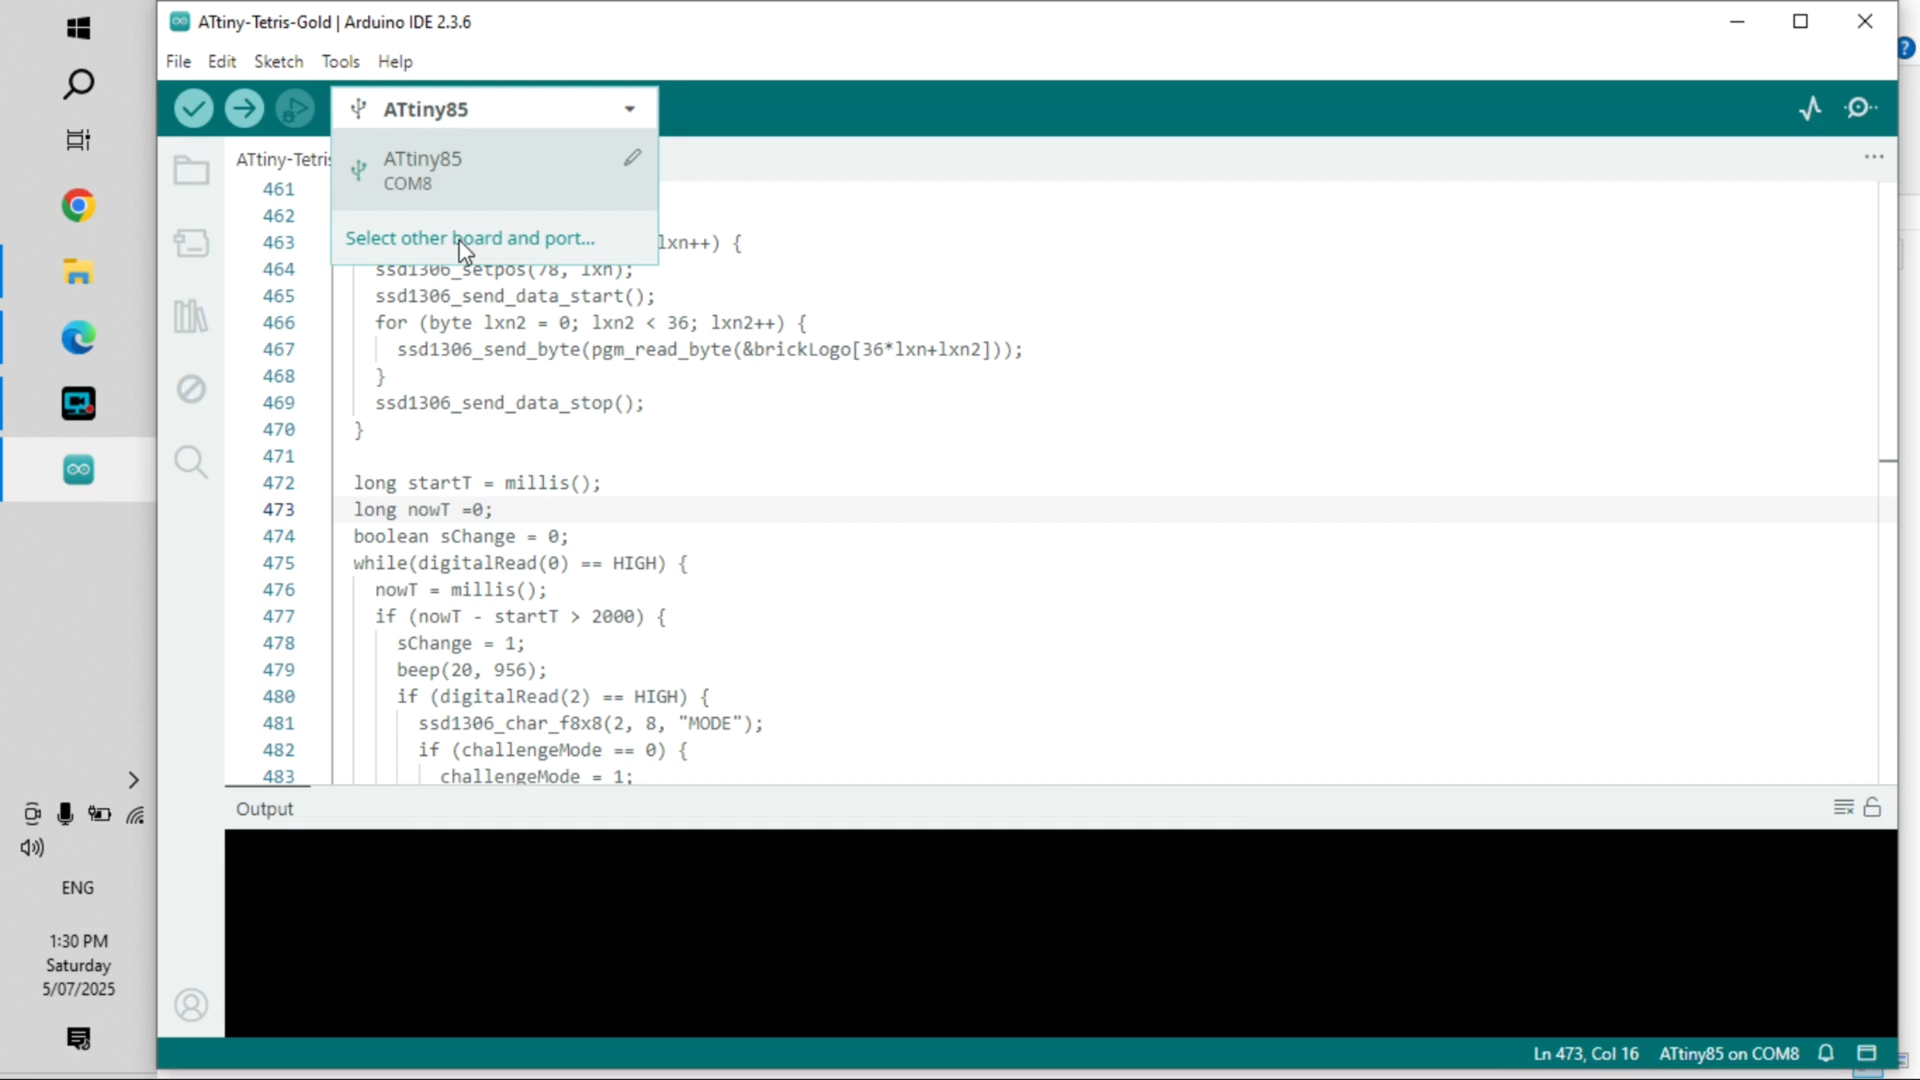 ATtiny-Tetris-Gold | Arduino IDE 2.3.6
File Edit Sketch Tools Help
ATtiny85
ATtiny-Tetris
ATtiny85
COM8
Select other board and port...
461
462
463 lxn++) {
464 ssd1306_setpos(78, lxn);
465 ssd1306_send_data_start();
466 for (byte lxn2 = 0; lxn2 < 36; lxn2++) {
467 ssd1306_send_byte(pgm_read_byte(&brickLogo[36*lxn+lxn2]));
468 }
469 ssd1306_send_data_stop();
470 }
471
472 long startT = millis();
473 long nowT =0;
474 boolean sChange = 0;
475 while(digitalRead(0) == HIGH) {
476 nowT = millis();
477 if (nowT - startT > 2000) {
478 sChange = 1;
479 beep(20, 956);
480 if (digitalRead(2) == HIGH) {
481 ssd1306_char_f8x8(2, 8, "MODE");
482 if (challengeMode == 0) {
483 challengeMode = 1;
Output
ENG
1:30 PM
Saturday
5/07/2025
Ln 473, Col 16 ATtiny85 on COM8